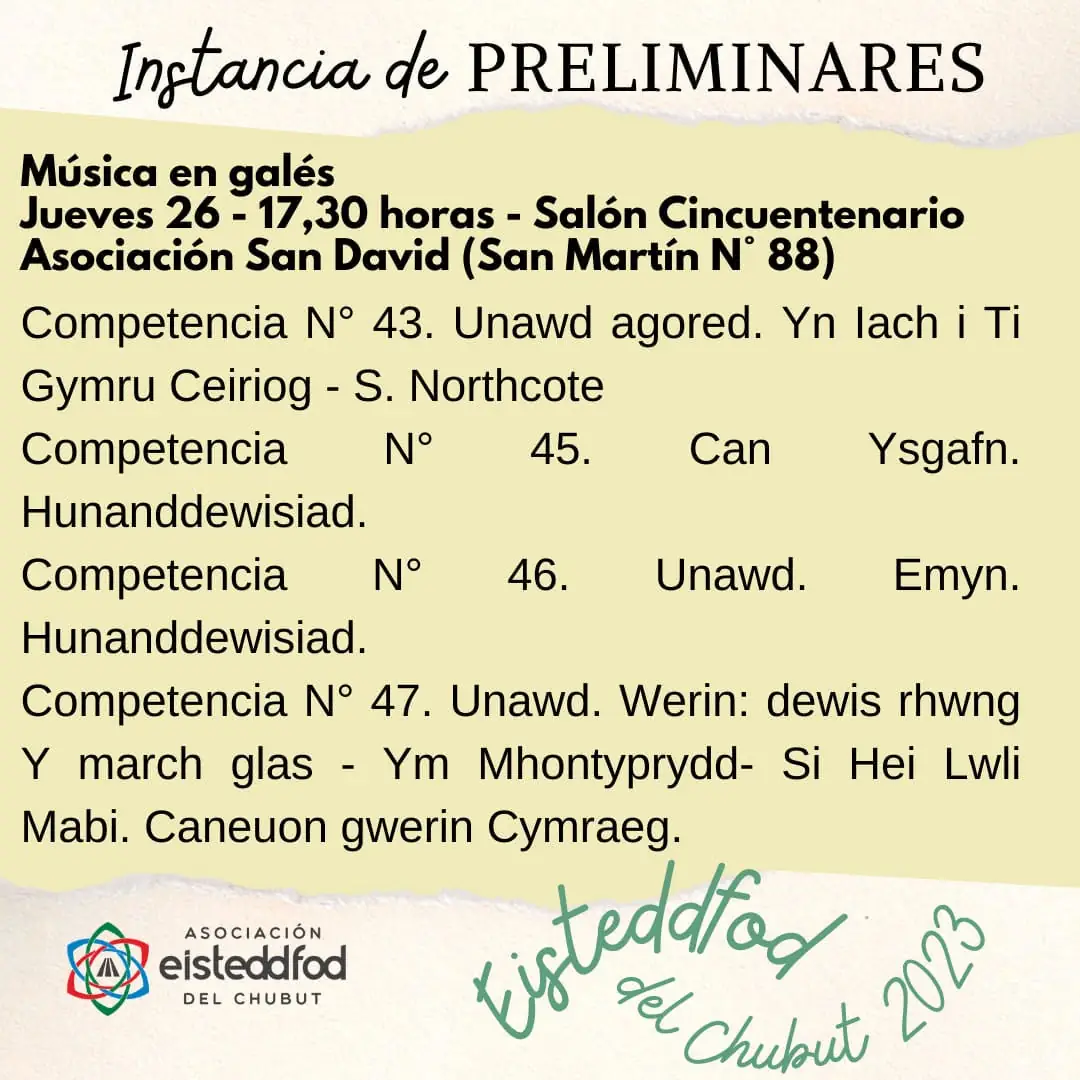 Instancia de PRELIMINARES
Música en galés
Jueves 26 - 17,30 horas - Salón Cincuentenario
Asociación San David (San Martín N° 88)
Competencia N° 43. Unawd agored. Yn Iach i Ti
Gymru Ceiriog - S. Northcote
Competencia N° 45. Can Ysgafn.
Hunanddewisiad.
Competencia N° 46. Unawd. Emyn.
Hunanddewisiad.
Competencia N° 47. Unawd. Werin: dewis rhwng
Y march glas - Ym Mhontyprydd- Si Hei Lwli
Mabi. Caneuon gwerin Cymraeg.
ASOCIACIÓN
eisteddfod
DEL CHUBUT
Eisteddfod
del Chubut 2023